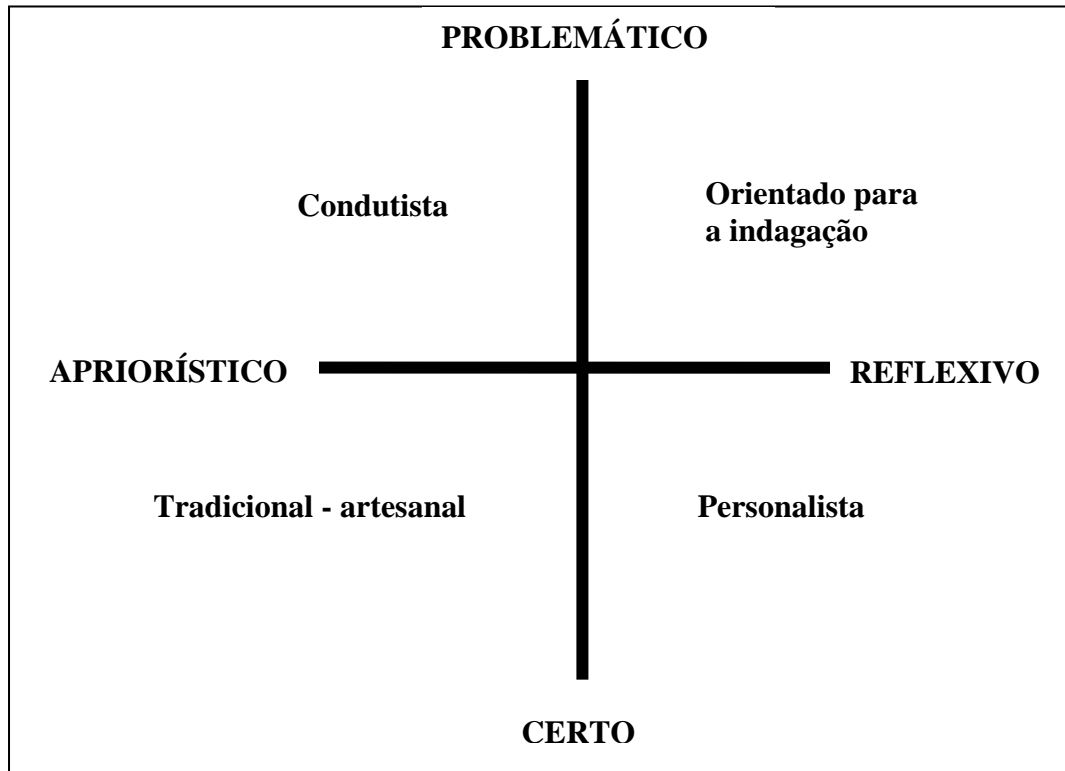 PROBLEMÁTICO
Condutista
Orientado para
a indagação
APRIORÍSTICO
REFLEXIVO
Tradicional - artesanal
Personalista
CERTO